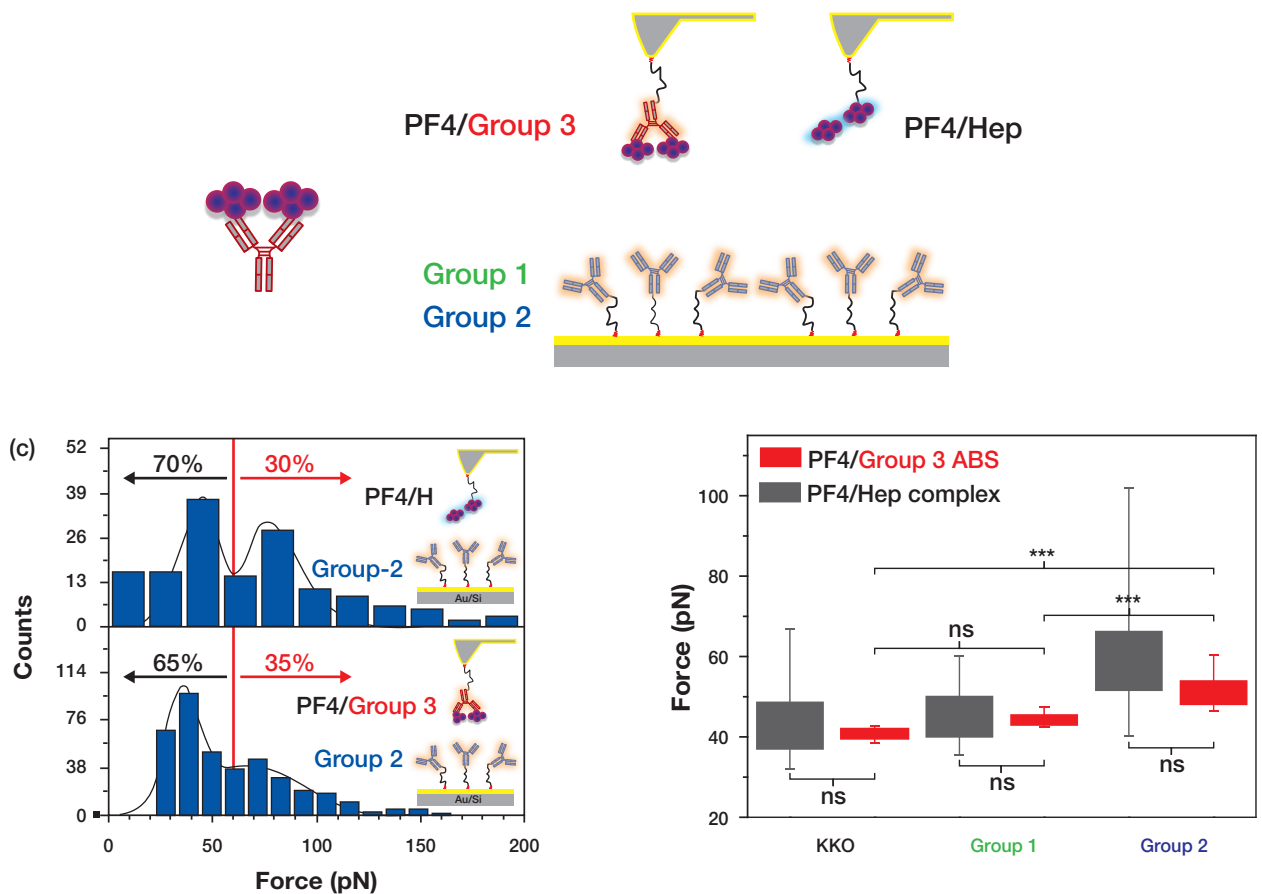 PF4/Group 3
PF4/Hep
Group 1
Group 2
(c)
52
39
26
13
0
70%
30%
PF4/H
Group-2
Au/Si
114
76
38
0
65%
35%
PF4/Group 3
Group 2
Au/Si
Counts
0
50
100
150
200
Force (pN)
PF4/Group 3 ABS
PF4/Hep complex
100
80
60
40
20
Force (pN)
***
***
ns
ns
ns
ns
KKO
Group 1
Group 2